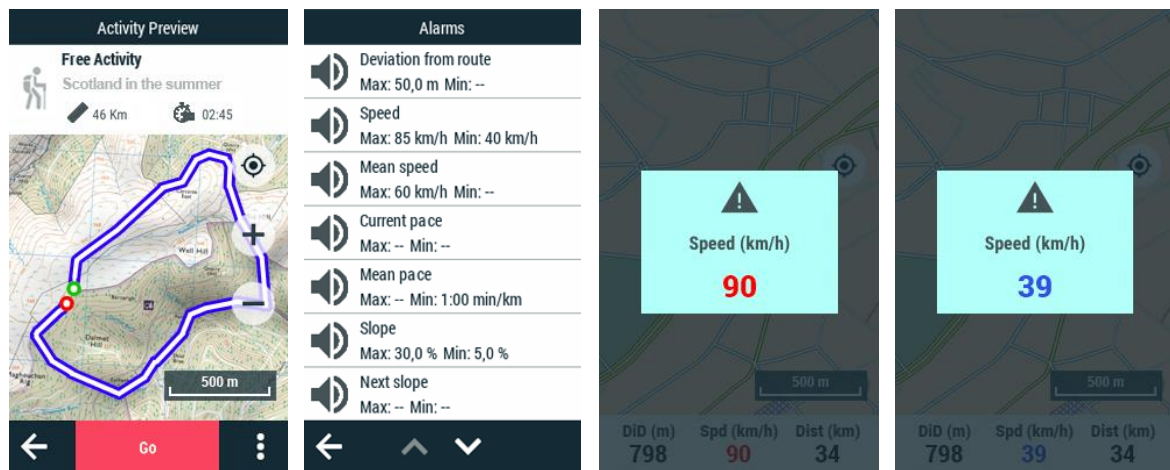 Activity Preview
Free Activity
Scotland in the summer
46 Km 02:45
Well Hill
Dalmet
Hill
500 m
Go
Alarms
Deviation from route
Max: 50,0 m Min: --
Speed
Max: 85 km/h Min: 40 km/h
Mean speed
Max: 60 km/h Min: --
Current pace
Max: -- Min: --
Mean pace
Max: -- Min: 1:00 min/km
Slope
Max: 30,0 % Min: 5,0 %
Next slope
Max: -- Min: --
Speed (km/h)
90
500 m
DiD (m) Spd (km/h) Dist (km)
798 90 34
Speed (km/h)
39
500 m
DiD (m) Spd (km/h) Dist (km)
798 39 34